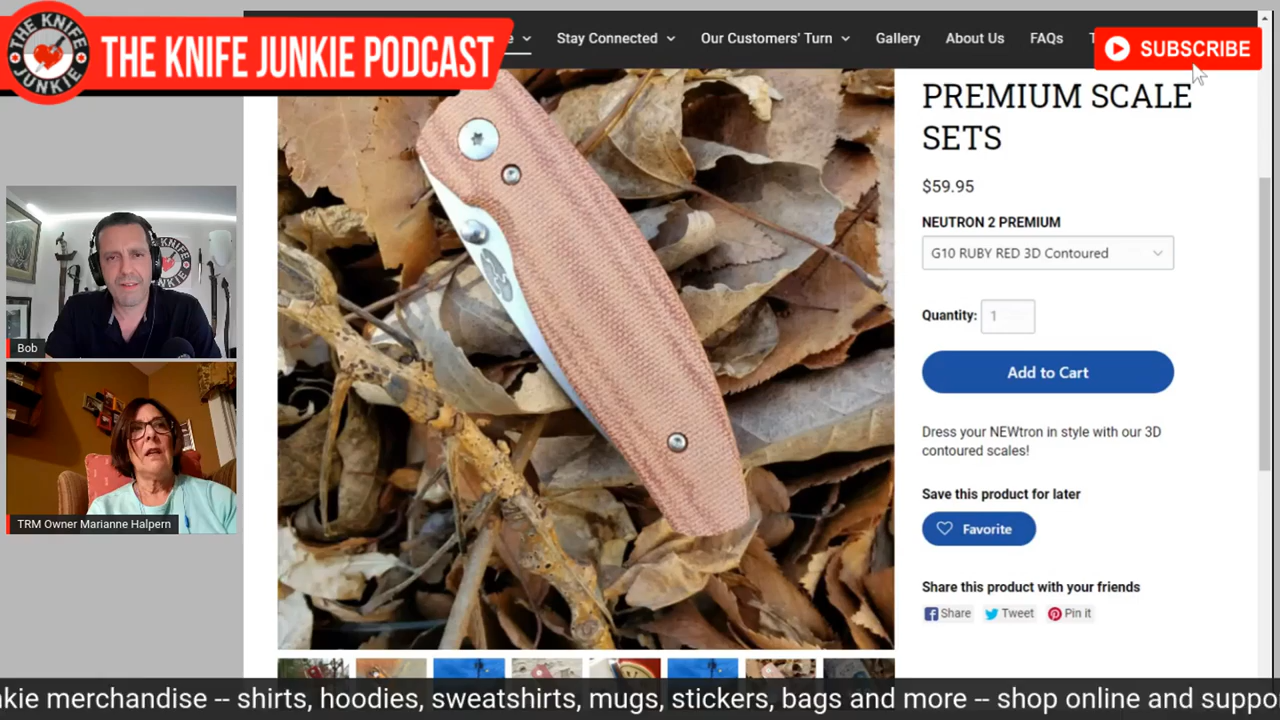 THE KNIFE JUNKIE
THE KNIFE JUNKIE PODCAST
Stay Connected
Our Customers' Turn
Gallery
About Us
FAQs
SUBSCRIBE
PREMIUM SCALE
SETS
$59.95
NEUTRON 2 PREMIUM
G10 RUBY RED 3D Contoured
Quantity: 1
Add to Cart
Dress your NEWtron in style with our 3D
contoured scales!
Save this product for later
Favorite
Share this product with your friends
Share
Tweet
Pin it
THE KNIFE
JUNKIE
Bob
TRM Owner Marianne Halpern
nkie merchandise -- shirts, hoodies, sweatshirts, mugs, stickers, bags and more -- shop online and suppo